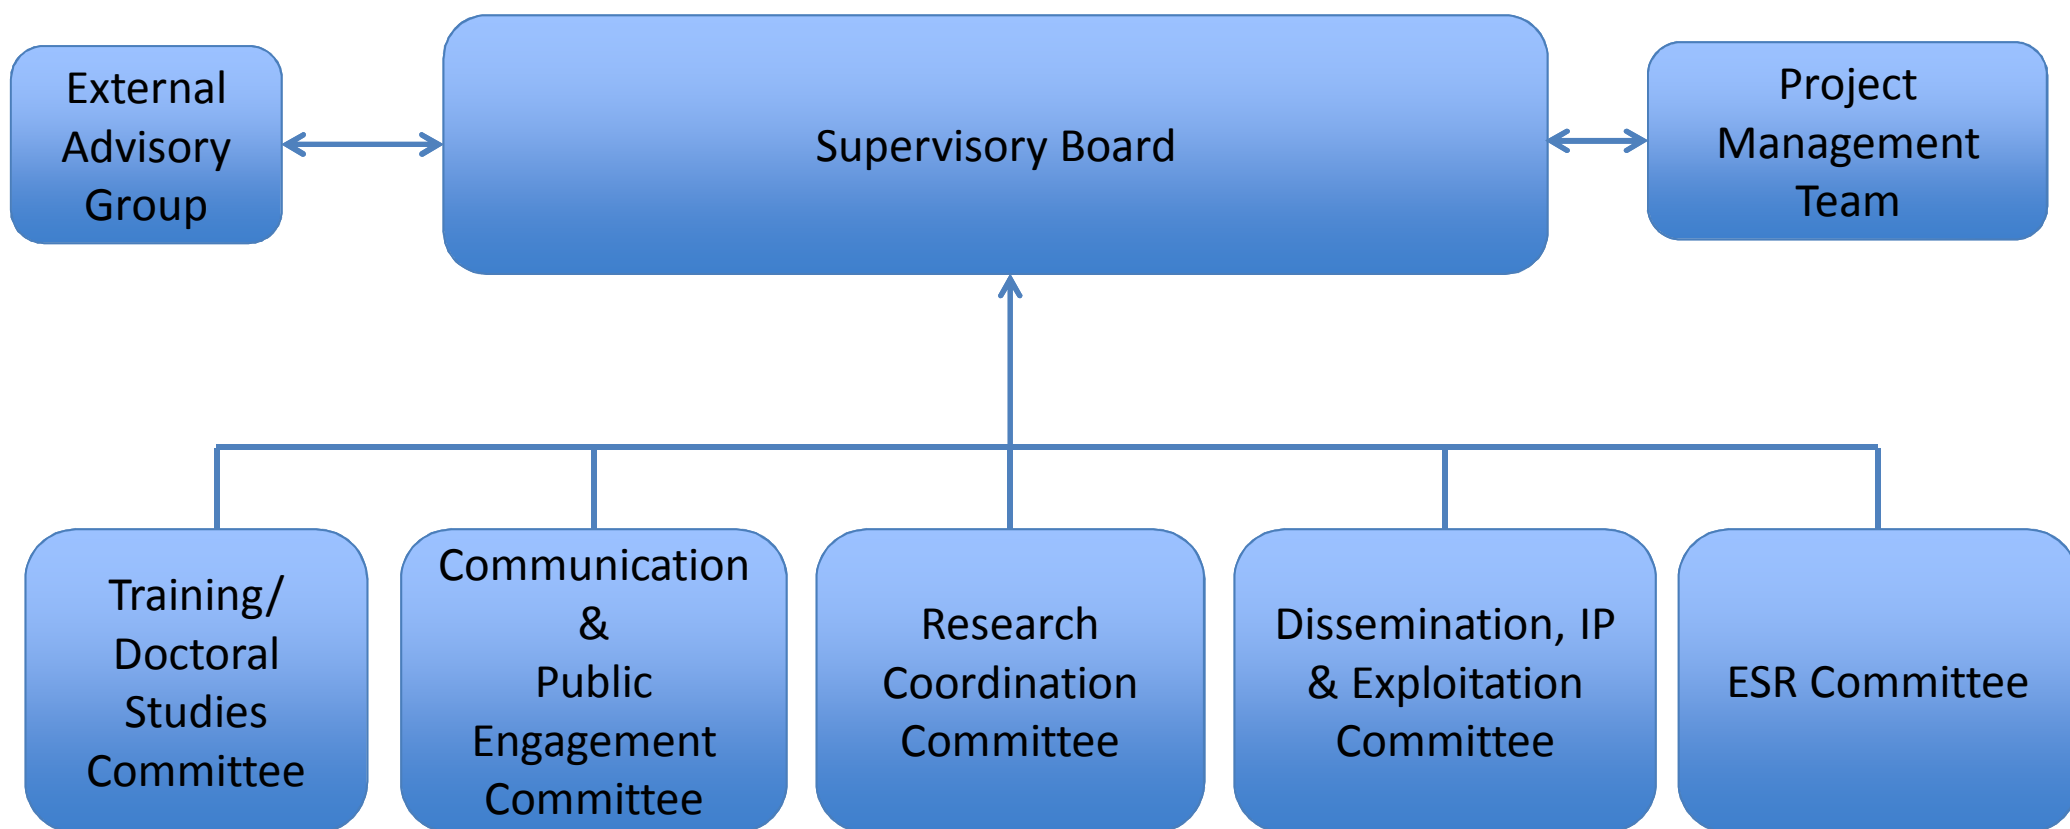 External
Advisory
Group
Supervisory Board
Project
Management
Team
Training/
Doctoral
Studies
Committee
Communication
&
Public
Engagement
Committee
Research
Coordination
Committee
Dissemination, IP
& Exploitation
Committee
ESR Committee